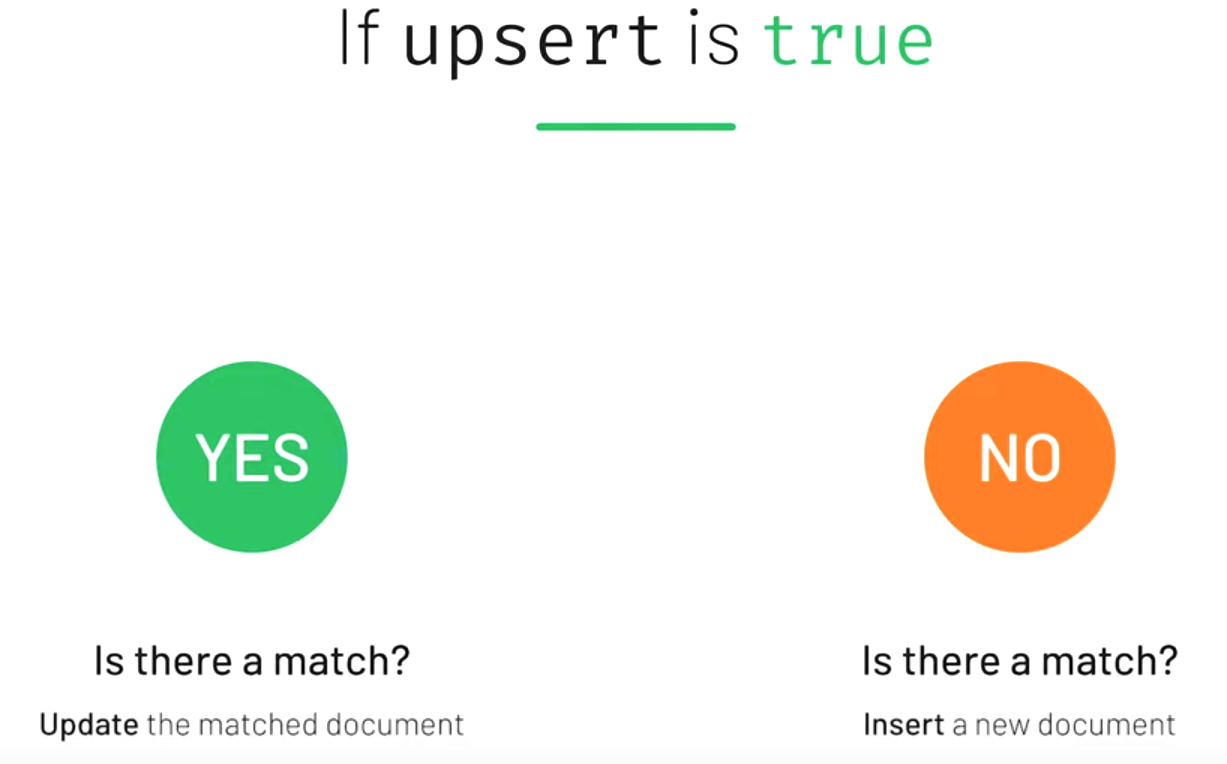 If upsert is true
YES
Is there a match?
Update the matched document
NO
Is there a match?
Insert a new document